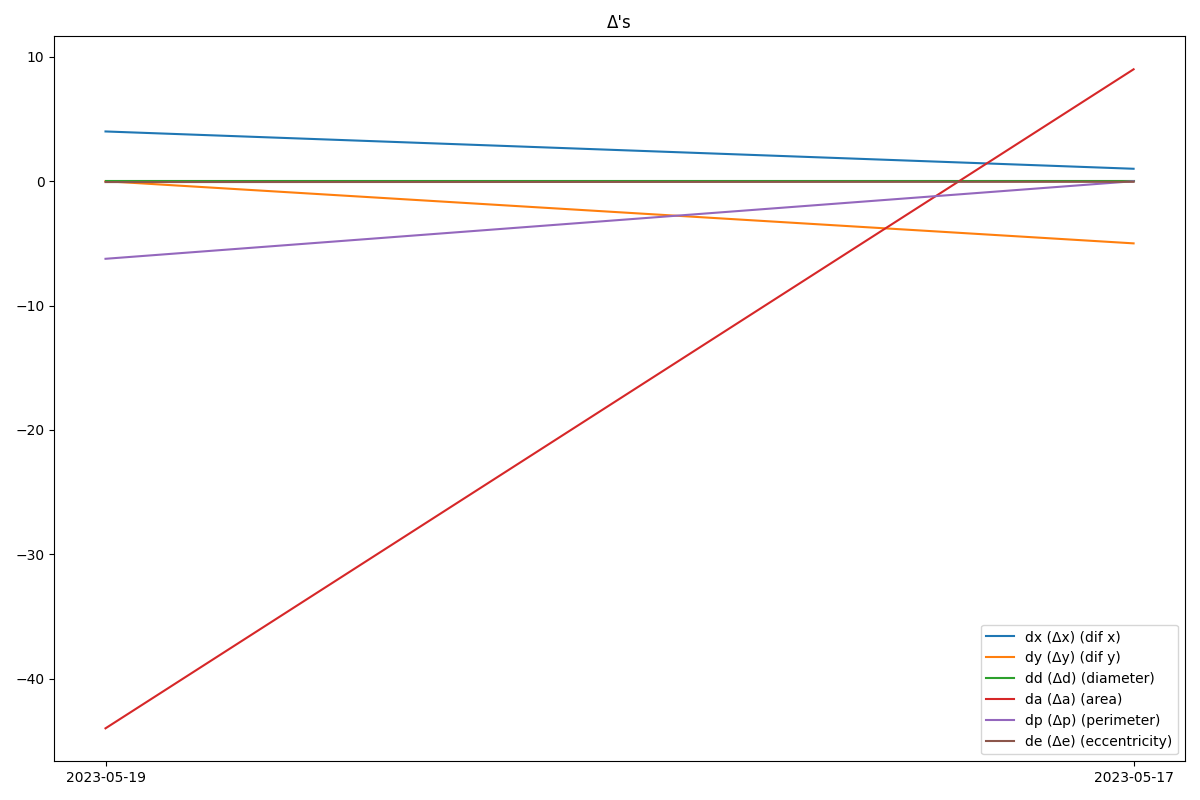 Δ's
10
0
−10
−20
−30
−40
2023-05-19
2023-05-17
dx (Δx) (dif x)
dy (Δy) (dif y)
dd (Δd) (diameter)
da (Δa) (area)
dp (Δp) (perimeter)
de (Δe) (eccentricity)